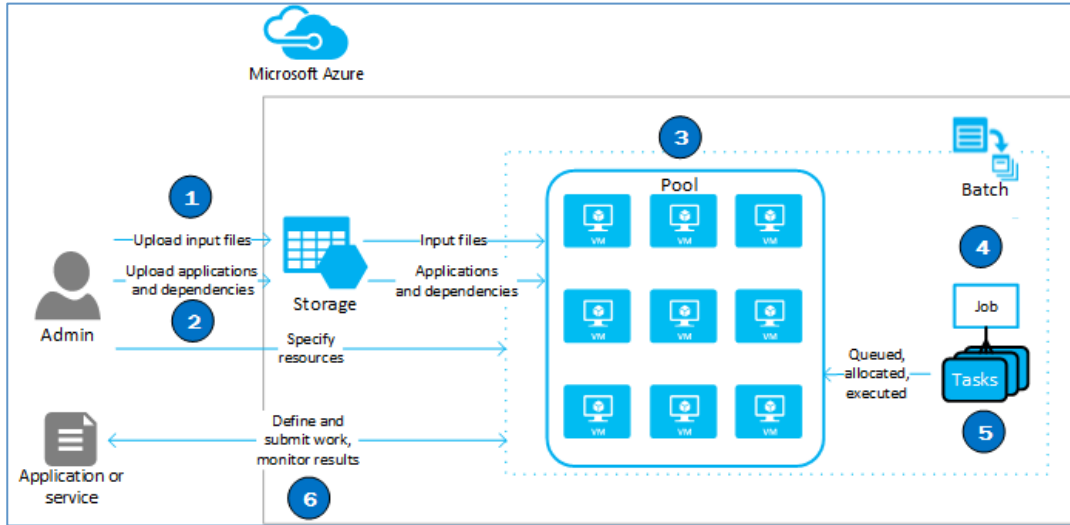 Microsoft Azure
3
Pool
Batch
1
VM
VM
VM
Upload input files
Input files
4
Upload applications
and dependencies
Applications
and dependencies
Storage
Job
2
Admin
VM
VM
VM
Specify
resources
Queued,
allocated,
executed
Tasks
Define and
submit work,
monitor results
VM
VM
VM
5
Application or
service
6